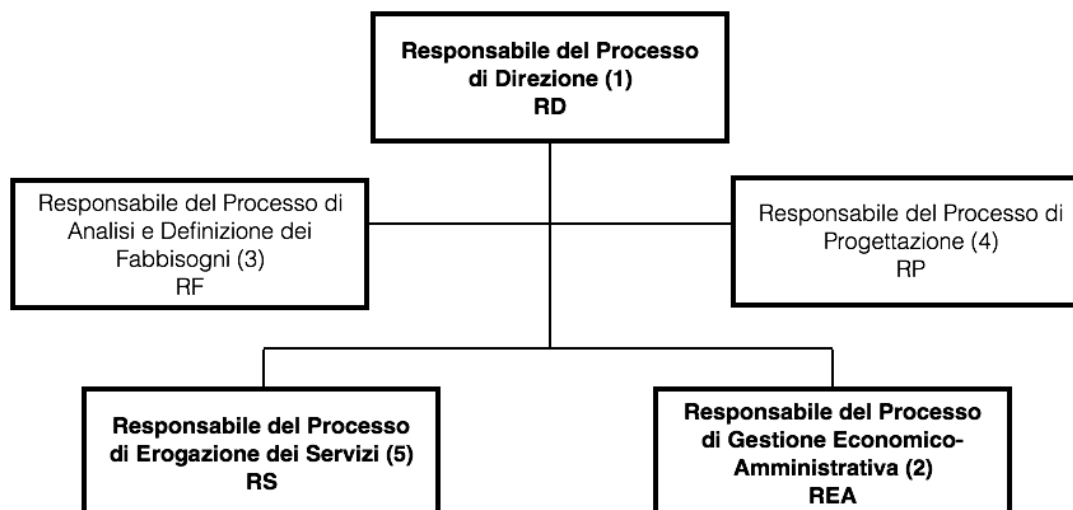 Responsabile del Processo
di Direzione (1)
RD
Responsabile del Processo di
Analisi e Definizione dei
Fabbisogni (3)
RF
Responsabile del Processo di
Progettazione (4)
RP
Responsabile del Processo
di Erogazione dei Servizi (5)
RS
Responsabile del Processo
di Gestione Economico-
Amministrativa (2)
REA